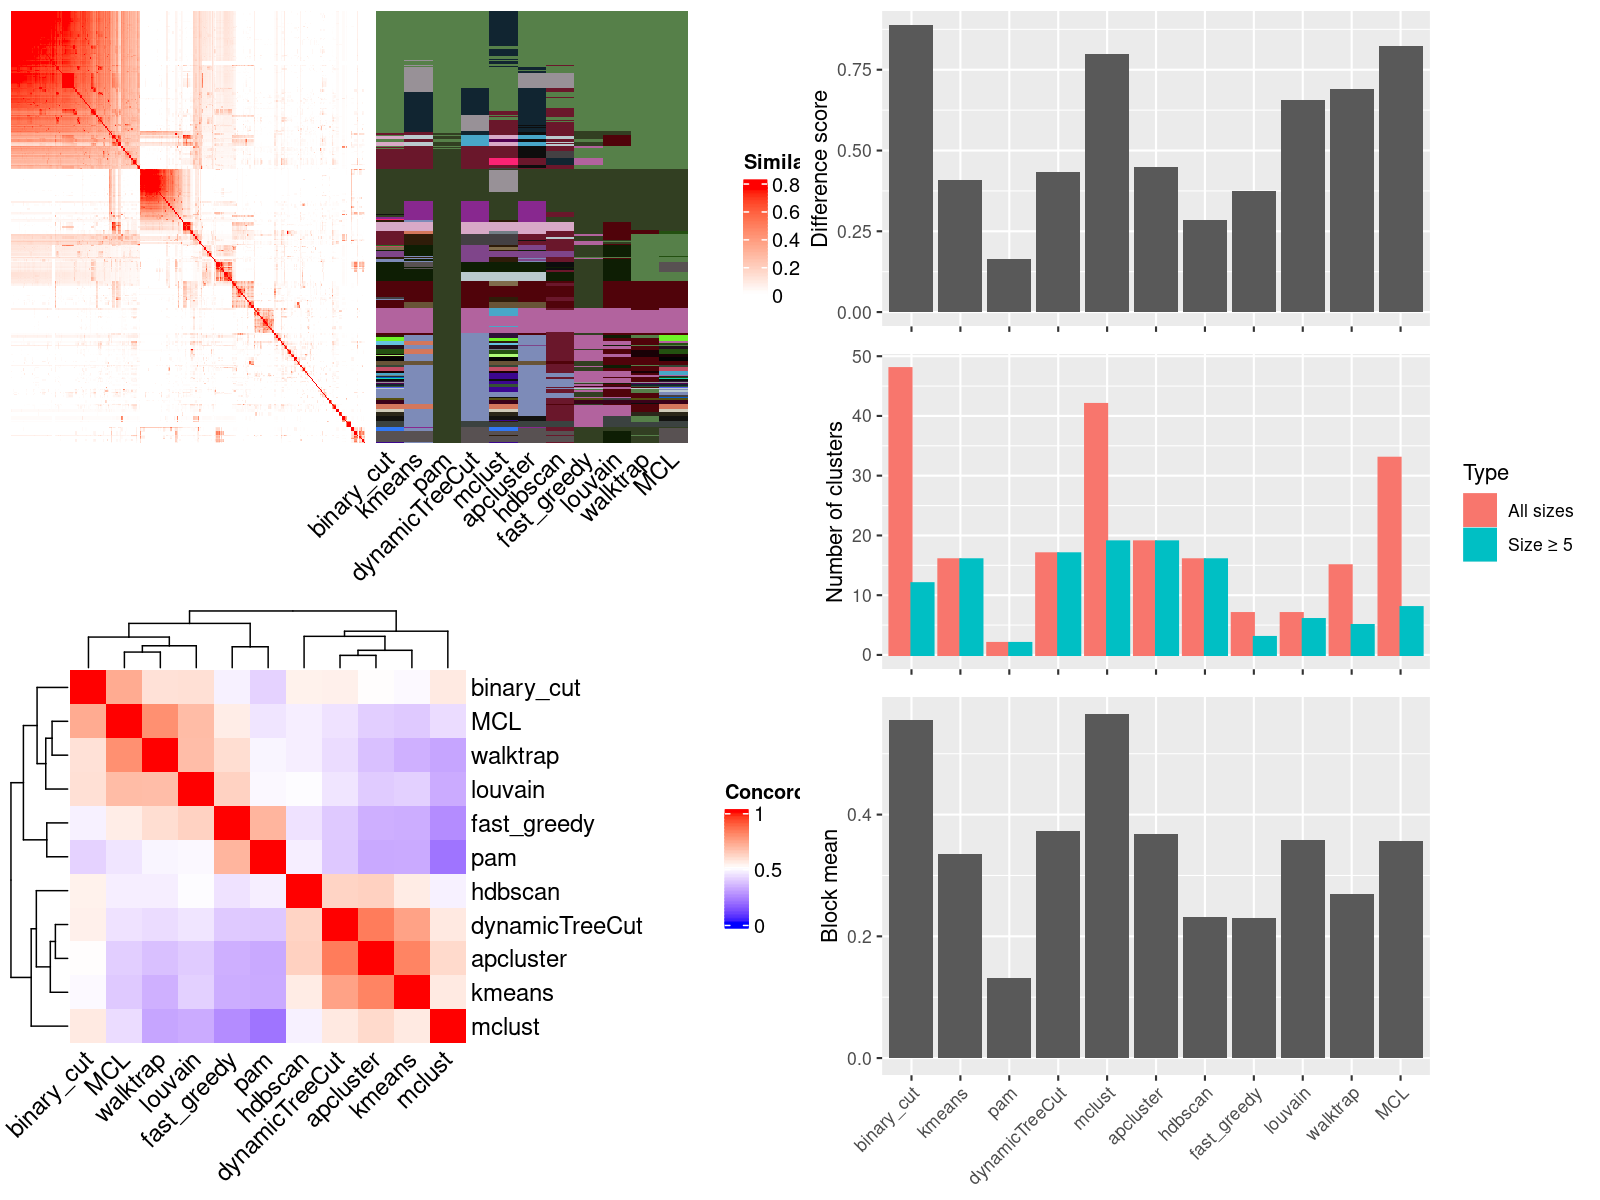 Simila
0.8
0.6
0.4
0.2
0
binary_cut
kmeans
pam
dynamicTreeCut
mclust
apcluster
hdbscan
fast_greedy
louvain
walktrap
MCL
Difference score
0.75
0.50
0.25
0.00
Number of clusters
50
40
30
20
10
0
Type
All sizes
Size ≥ 5
Block mean
0.4
0.2
0.0
binary_cut
kmeans
pam
dynamicTreeCut
mclust
apcluster
hdbscan
fast_greedy
louvain
walktrap
MCL
binary_cut
MCL
walktrap
louvain
fast_greedy
pam
hdbscan
dynamicTreeCut
apcluster
kmeans
mclust
Concord
1
0.5
0
binary_cut
MCL
walktrap
louvain
fast_greedy
pam
hdbscan
dynamicTreeCut
apcluster
kmeans
mclust